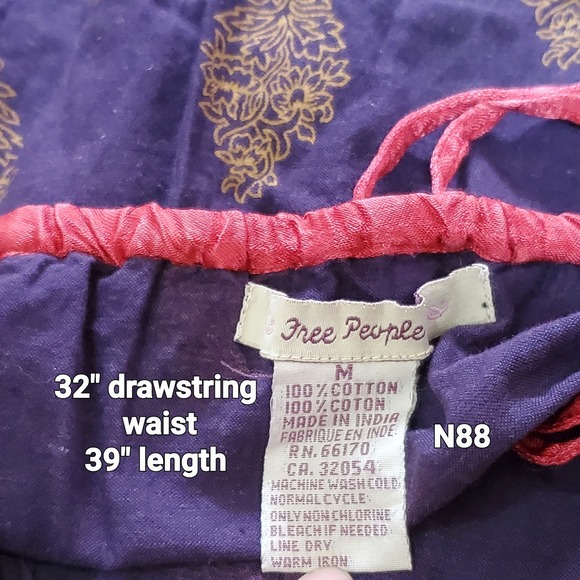 Free People
M
100% COTTON
100% COTON
MADE IN INDIA
FABRIQUE EN INDE
RN. 66170
CA. 32054
MACHINE WASH COLD
NORMAL CYCLE
ONLY NON CHLORINE
BLEACH IF NEEDED
LINE DRY
WARM IRON
32" drawstring
waist
39" length
N88